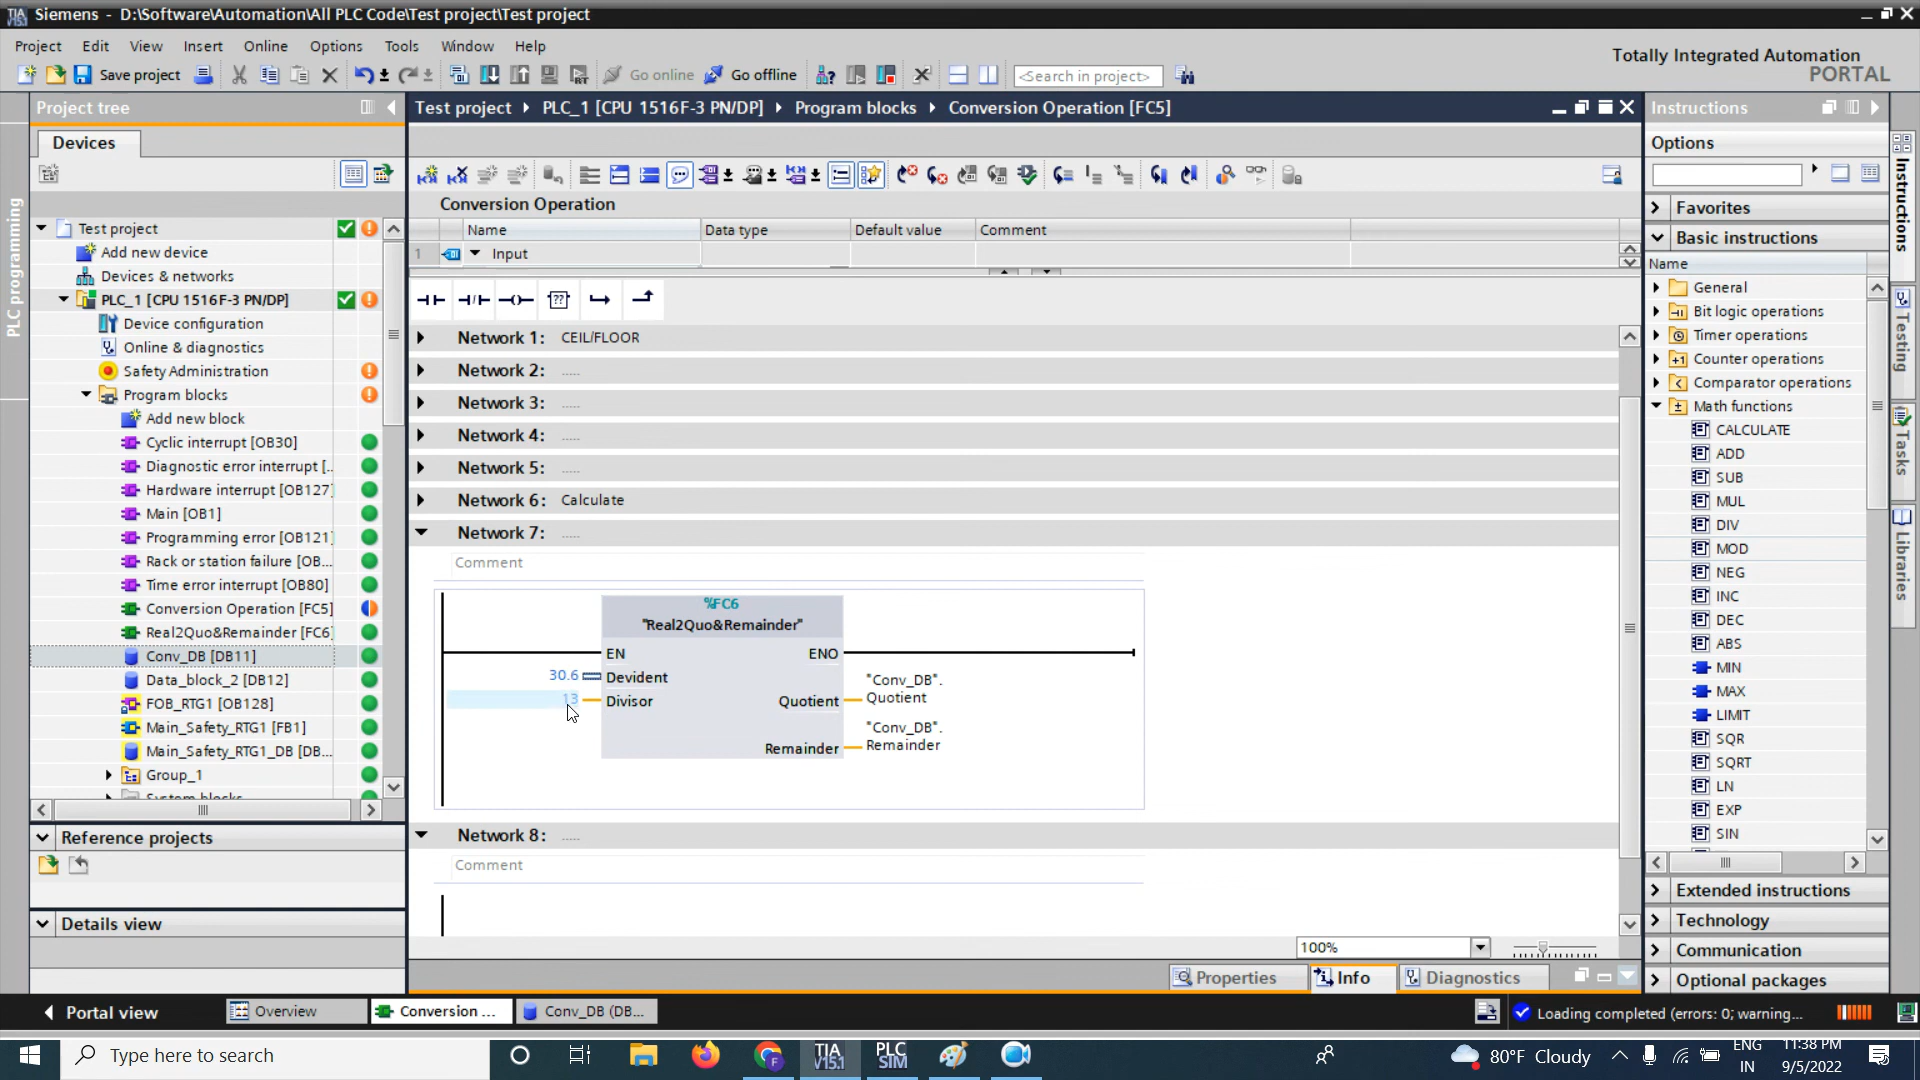 Siemens - D:\Software\Automation\All PLC Code\Test project\Test project
Project Edit View Insert Online Options Tools Window Help
Totally Integrated Automation
PORTAL
Save project
Go online
Go offline
<Search in project>
Project tree
Test project ▸ PLC_1 [CPU 1516F-3 PN/DP] ▸ Program blocks ▸ Conversion Operation [FC5]
Instructions
Devices
PLC programming
Test project
Add new device
Devices & networks
PLC_1 [CPU 1516F-3 PN/DP]
Device configuration
Online & diagnostics
Safety Administration
Program blocks
Add new block
Cyclic interrupt [OB30]
Diagnostic error interrupt [..
Hardware interrupt [OB127]
Main [OB1]
Programming error [OB121]
Rack or station failure [OB...
Time error interrupt [OB80]
Conversion Operation [FC5]
Real2Quo&Remainder [FC6]
Conv_DB [DB11]
Data_block_2 [DB12]
FOB_RTG1 [OB128]
Main_Safety_RTG1 [FB1]
Main_Safety_RTG1_DB [DB...
Group_1
System blocks
Reference projects
Details view
Conversion Operation
Name Data type Default value Comment
1 Input
Network 1: CEIL/FLOOR
Network 2: .....
Network 3: .....
Network 4: .....
Network 5: .....
Network 6: Calculate
Network 7: .....
Comment
%FC6
"Real2Quo&Remainder"
EN ENO
30.6 Devident
13 Divisor
Quotient
"Conv_DB".
Quotient
Remainder
"Conv_DB".
Remainder
Network 8: .....
Comment
100%
Properties
Info
Diagnostics
Options
Favorites
Basic instructions
Name
General
Bit logic operations
Timer operations
Counter operations
Comparator operations
Math functions
CALCULATE
ADD
SUB
MUL
DIV
MOD
NEG
INC
DEC
ABS
MIN
MAX
LIMIT
SQR
SQRT
LN
EXP
SIN
Extended instructions
Technology
Communication
Optional packages
Instructions
Testing
Tasks
Libraries
Portal view
Overview
Conversion ...
Conv_DB (DB...
Loading completed (errors: 0; warning...
Type here to search
TIA
V15.1
PLC
SIM
80°F Cloudy
ENG
IN
11:38 PM
9/5/2022